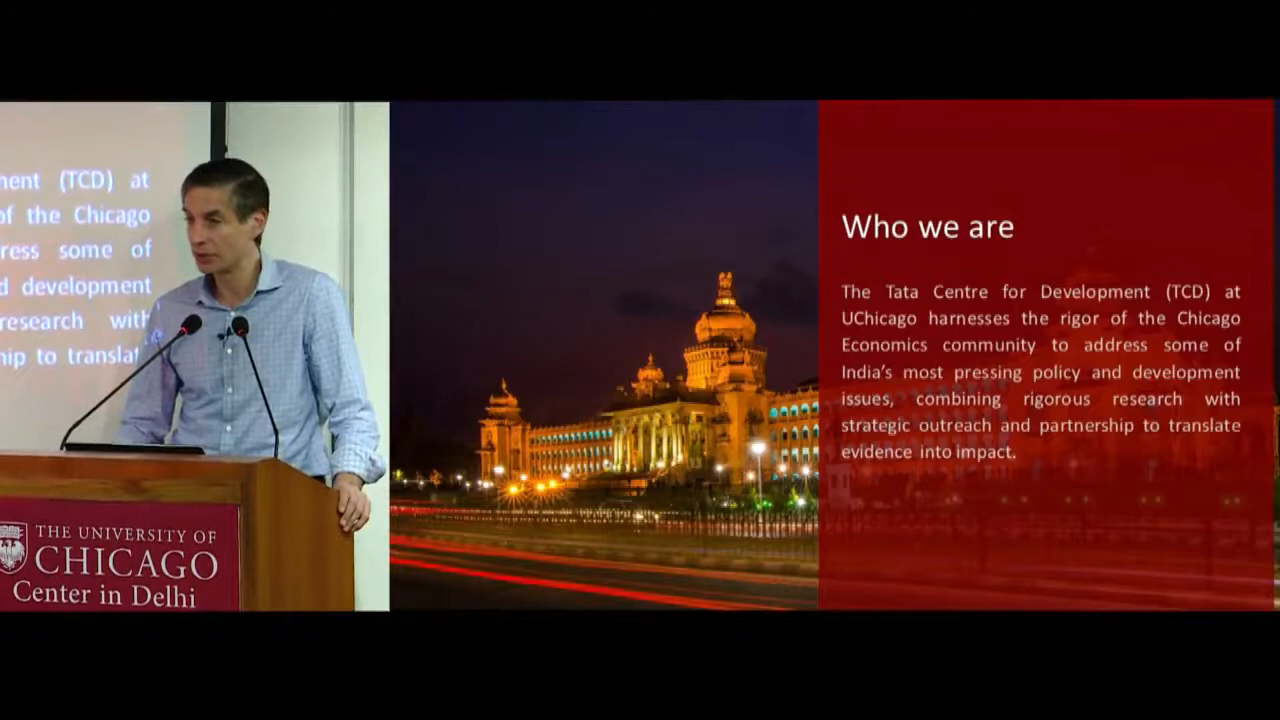 nent (TCD) at
of the Chicago
ress some of
d development
research with
hip to translat
THE UNIVERSITY OF
CHICAGO
Center in Delhi
Who we are
The Tata Centre for Development (TCD) at
UChicago harnesses the rigor of the Chicago
Economics community to address some of
India's most pressing policy and development
issues, combining rigorous research with
strategic outreach and partnership to translate
evidence into impact.